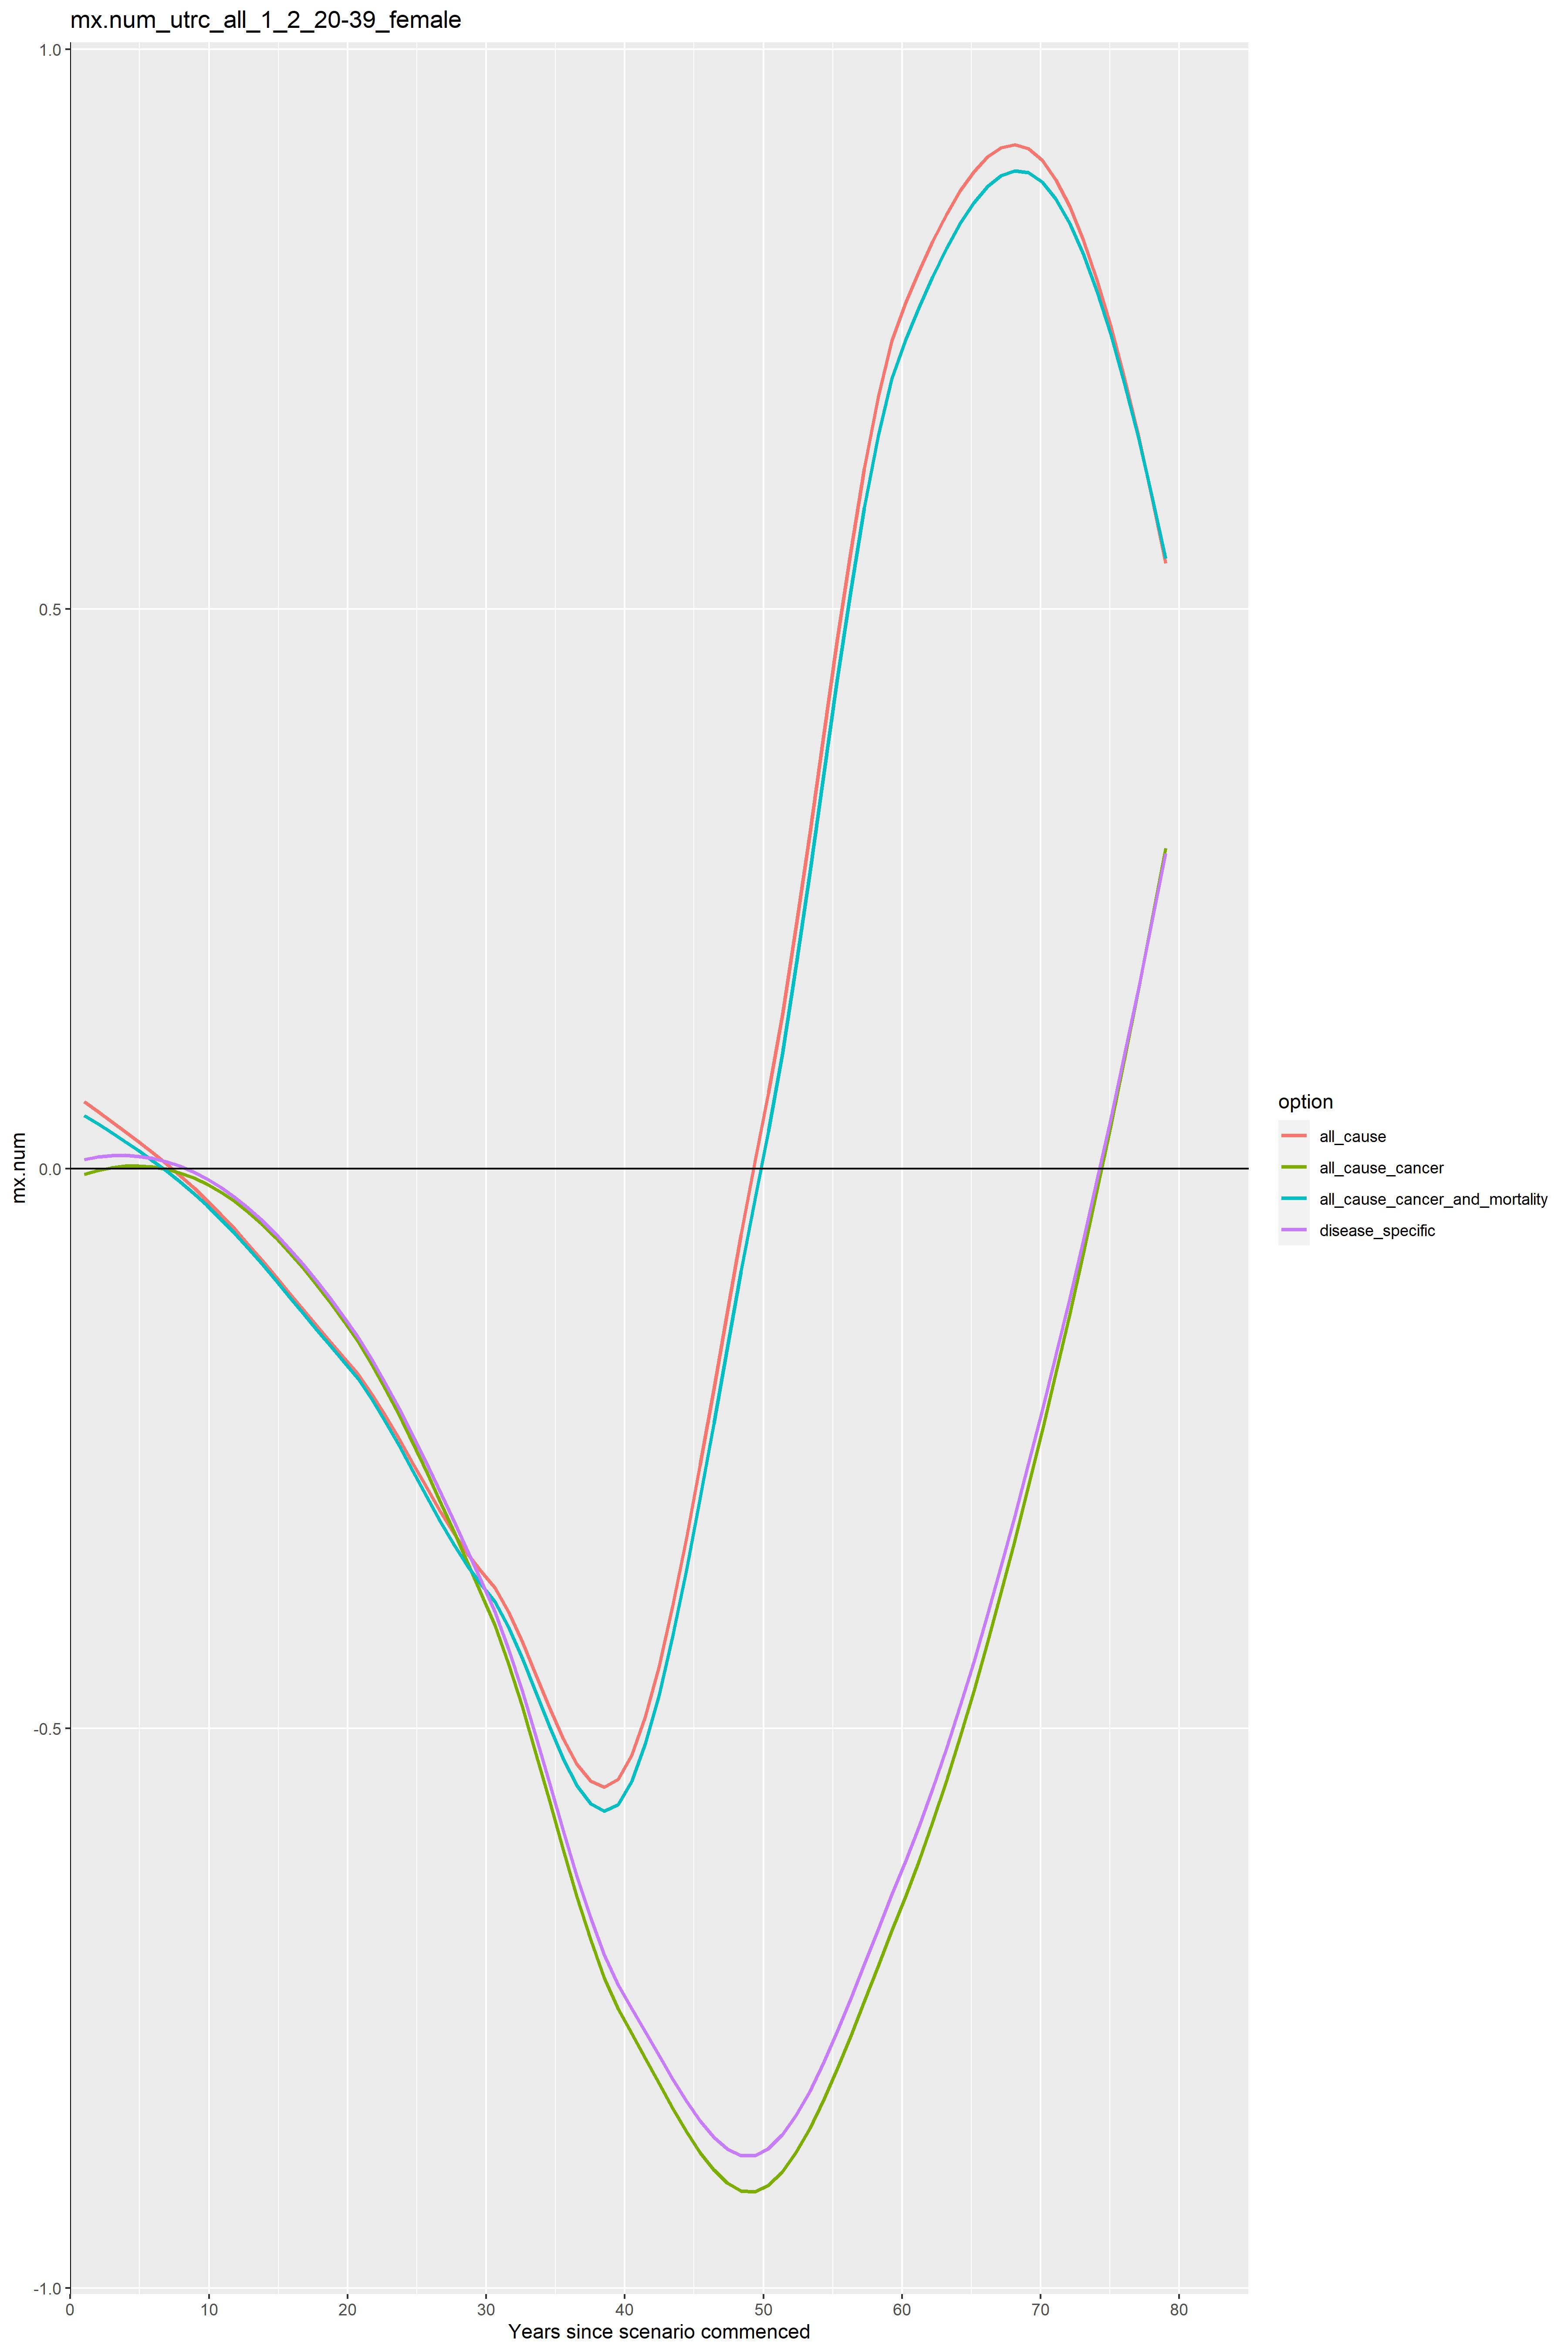 mx.num_utrc_all_1_2_20-39_female
1.0
0.5
0.0
-0.5
-1.0
mx.num
0 10 20 30 40 50 60 70 80
Years since scenario commenced
option
all_cause
all_cause_cancer
all_cause_cancer_and_mortality
disease_specific